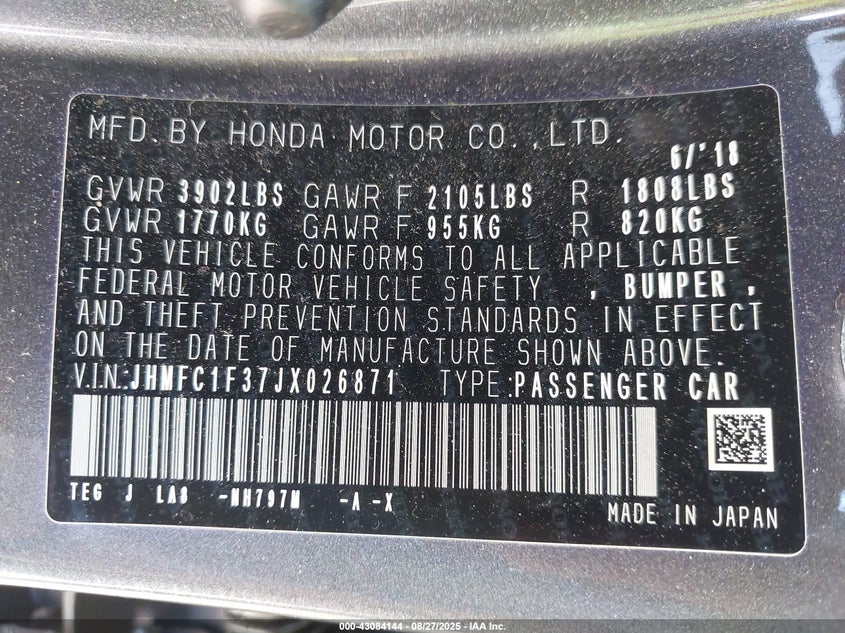 MFD. BY HONDA MOTOR CO.,LTD.
6/'18
GVWR 3902LBS GAWR F 2105LBS R 1808LBS
GVWR 1770KG GAWR F 955KG R 820KG
THIS VEHICLE CONFORMS TO ALL APPLICABLE
FEDERAL MOTOR VEHICLE SAFETY , BUMPER ,
AND THEFT PREVENTION STANDARDS IN EFFECT
ON THE DATE OF MANUFACTURE SHOWN ABOVE.
V.I.N:JHMFC1F37JX026871 TYPE:PASSENGER CAR
TEG J LAS -NH797M -A -X
MADE IN JAPAN
000-43084144 - 08/27/2025 - IAA Inc.